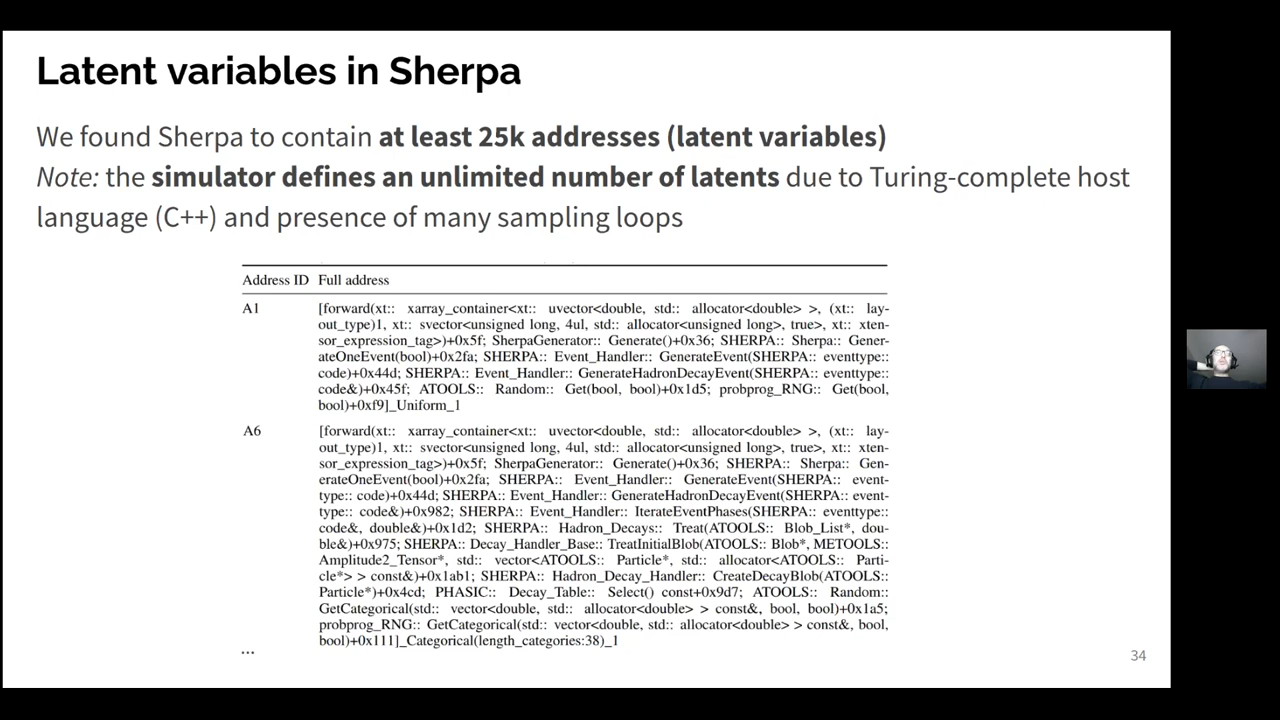 Latent variables in Sherpa
We found Sherpa to contain at least 25k addresses (latent variables)
Note: the simulator defines an unlimited number of latents due to Turing-complete host
language (C++) and presence of many sampling loops
Address ID Full address
A1 [forward(xt:: xarray_container<xt:: uvector<double, std:: allocator<double> >, (xt:: lay-
out_type)1, xt:: svector<unsigned long, 4ul, std:: allocator<unsigned long>, true>, xt:: xten-
sor_expression_tag>)+0x5f; SherpaGenerator:: Generate()+0x36; SHERPA:: Sherpa:: Gener-
ateOneEvent(bool)+0x2fa; SHERPA:: Event_Handler:: GenerateEvent(SHERPA:: eventtype::
code)+0x44d; SHERPA:: Event_Handler:: GenerateHadronDecayEvent(SHERPA:: eventtype::
code&)+0x45f; ATOOLS:: Random:: Get(bool, bool)+0x1d5; probprog_RNG:: Get(bool,
bool)+0xf9]_Uniform_1
A6 [forward(xt:: xarray_container<xt:: uvector<double, std:: allocator<double> >, (xt:: lay-
out_type)1, xt:: svector<unsigned long, 4ul, std:: allocator<unsigned long>, true>, xt:: xten-
sor_expression_tag>)+0x5f; SherpaGenerator:: Generate()+0x36; SHERPA:: Sherpa:: Gen-
erateOneEvent(bool)+0x2fa; SHERPA:: Event_Handler:: GenerateEvent(SHERPA:: event-
type:: code)+0x44d; SHERPA:: Event_Handler:: GenerateHadronDecayEvent(SHERPA:: event-
type:: code&)+0x982; SHERPA:: Event_Handler:: IterateEventPhases(SHERPA:: eventtype::
code&, double&)+0x1d2; SHERPA:: Hadron_Decays:: Treat(ATOOLS:: Blob_List*, dou-
ble&)+0x975; SHERPA:: Decay_Handler_Base:: TreatInitialBlob(ATOOLS:: Blob*, METOOLS::
Amplitude2_Tensor*, std:: vector<ATOOLS:: Particle*, std:: allocator<ATOOLS:: Parti-
cle*> > const&)+0x1ab1; SHERPA:: Hadron_Decay_Handler:: CreateDecayBlob(ATOOLS::
Particle*)+0x4cd; PHASIC:: Decay_Table:: Select() const+0x9d7; ATOOLS:: Random::
GetCategorical(std:: vector<double, std:: allocator<double> > const&, bool, bool)+0x1a5;
probprog_RNG:: GetCategorical(std:: vector<double, std:: allocator<double> > const&, bool,
bool)+0x111]_Categorical(length_categories:38)_1
...
34